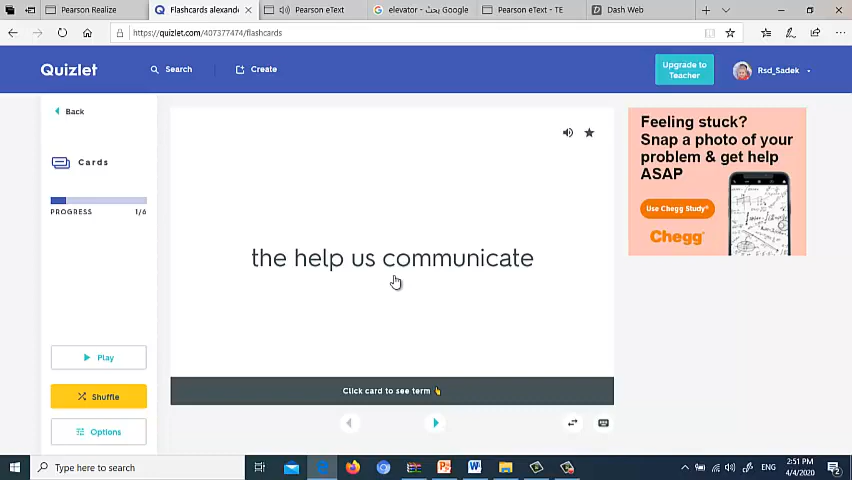 Pearson Realize
Flashcards alexande
Pearson eText
elevator - بحث Google
Pearson eText - TE
Dash Web
https://quizlet.com/407377474/flashcards
Quizlet
Search
Create
Upgrade to
Teacher
Rsd_Sadek
Back
Cards
PROGRESS 1/6
Play
Shuffle
Options
the help us communicate
Click card to see term
Feeling stuck?
Snap a photo of your
problem & get help
ASAP
Use Chegg Study®
Chegg
Type here to search
ENG
2:51 PM
4/4/2020
2